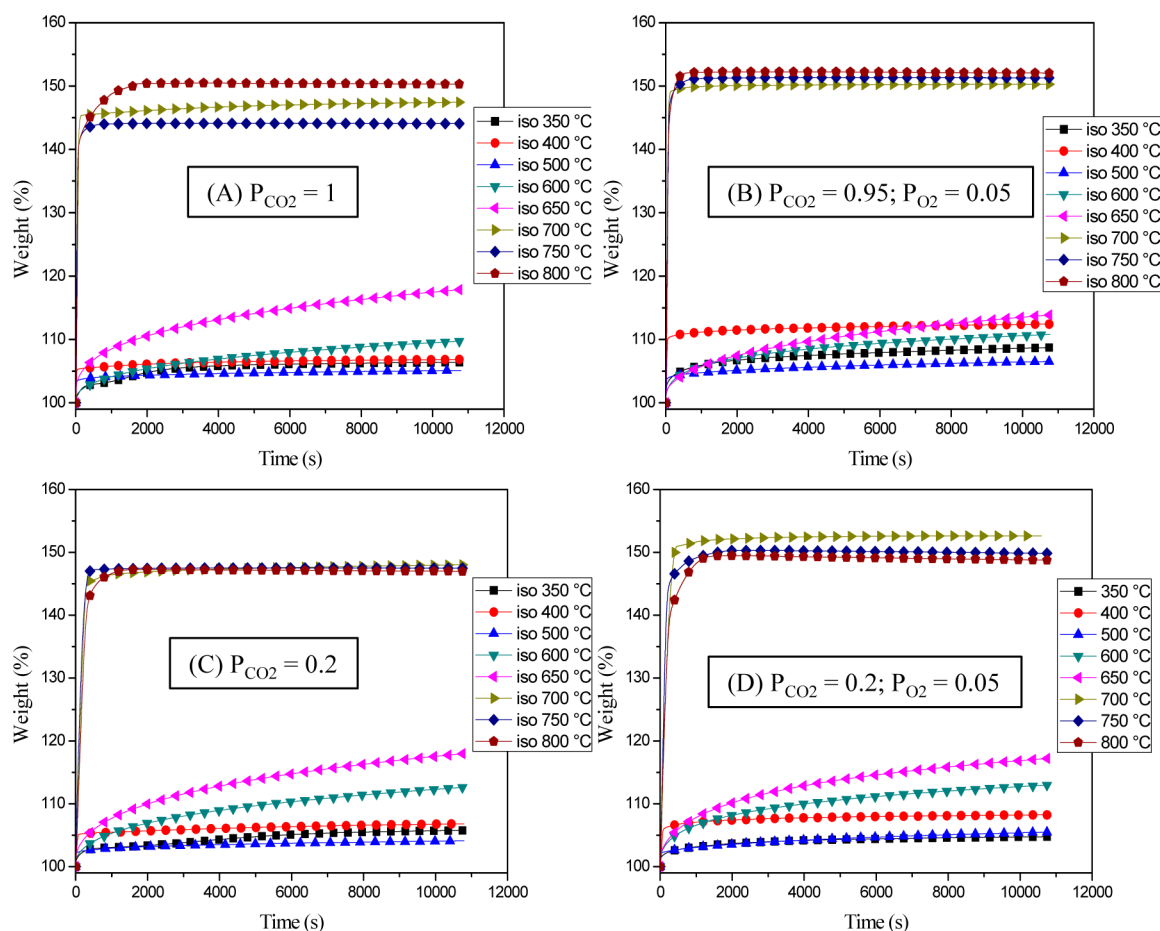 160
150
140
130
120
110
100
Weight (%)
(A) P_CO2 = 1
iso 350 °C
iso 400 °C
iso 500 °C
iso 600 °C
iso 650 °C
iso 700 °C
iso 750 °C
iso 800 °C
0 2000 4000 6000 8000 10000 12000
Time (s)
160
150
140
130
120
110
100
Weight (%)
(B) P_CO2 = 0.95; P_O2 = 0.05
iso 350 °C
iso 400 °C
iso 500 °C
iso 600 °C
iso 650 °C
iso 700 °C
iso 750 °C
iso 800 °C
0 2000 4000 6000 8000 10000 12000
Time (s)
160
150
140
130
120
110
100
Weight (%)
(C) P_CO2 = 0.2
iso 350 °C
iso 400 °C
iso 500 °C
iso 600 °C
iso 650 °C
iso 700 °C
iso 750 °C
iso 800 °C
0 2000 4000 6000 8000 10000 12000
Time (s)
160
150
140
130
120
110
100
Weight (%)
(D) P_CO2 = 0.2; P_O2 = 0.05
350 °C
400 °C
500 °C
600 °C
650 °C
700 °C
750 °C
800 °C
0 2000 4000 6000 8000 10000 12000
Time (s)